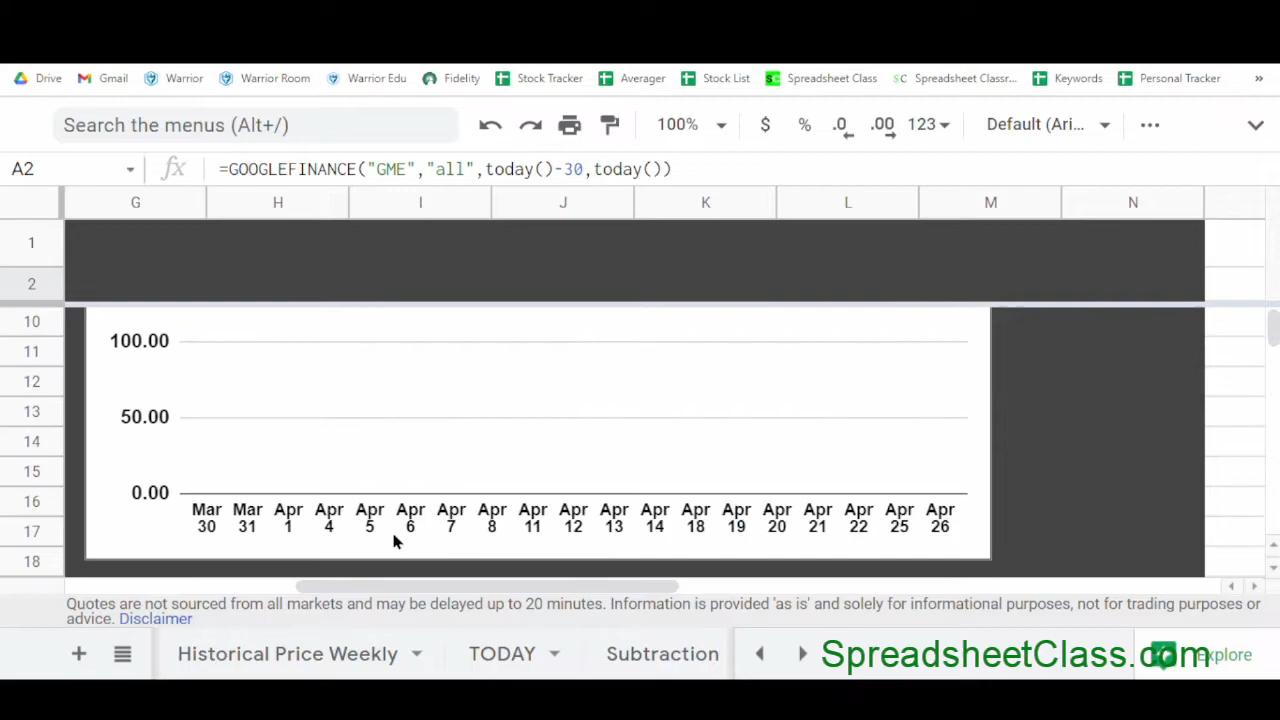 Drive Gmail Warrior Warrior Room Warrior Edu Fidelity Stock Tracker Averager Stock List Spreadsheet Class Spreadsheet Classr... Keywords Personal Tracker »
Search the menus (Alt+/) 100% $ % .0 .00 123 Default (Ari...
A2 fx =GOOGLEFINANCE("GME","all",today()-30,today())
G H I J K L M N
1
2
10
11
12
13
14
15
16
17
18
100.00
50.00
0.00
Mar Mar Apr Apr Apr Apr Apr Apr Apr Apr Apr Apr Apr Apr Apr Apr Apr Apr Apr
30 31 1 4 5 6 7 8 11 12 13 14 18 19 20 21 22 25 26
Quotes are not sourced from all markets and may be delayed up to 20 minutes. Information is provided 'as is' and solely for informational purposes, not for trading purposes or
advice. Disclaimer
+ Historical Price Weekly TODAY Subtraction SpreadsheetClass.com Explore